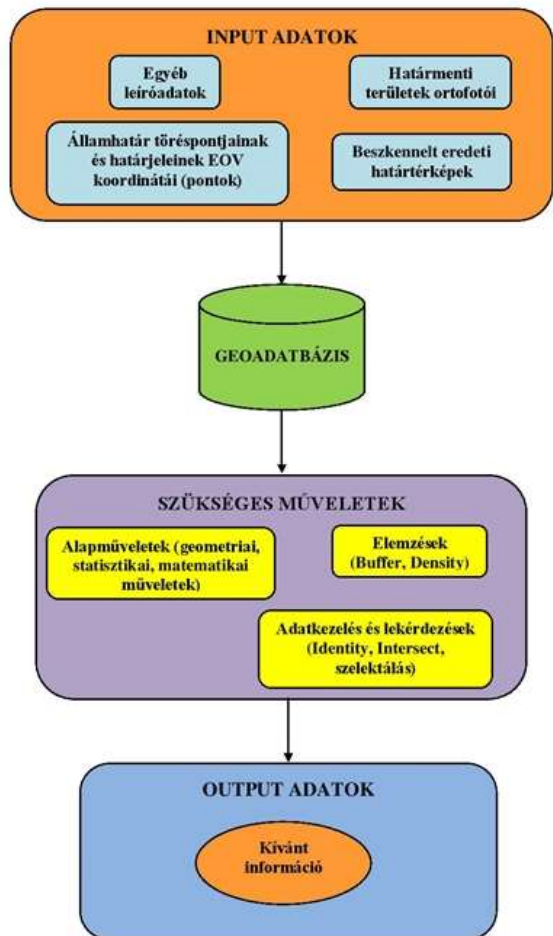 INPUT ADATOK
Egyéb
leíróadatok
Határmenti
területek ortofotói
Államhatár töréspontjainak
és határjeleinek EOV
koordinátái (pontok)
Beszkennelt eredeti
határtérképek
GEOADATBÁZIS
SZÜKSÉGES MŰVELETEK
Alapműveletek (geometriai,
statisztikai, matematikai
műveletek)
Elemzések
(Buffer, Density)
Adatkezelés és lekérdezések
(Identity, Intersect,
szelektálás)
OUTPUT ADATOK
Kívánt
információ